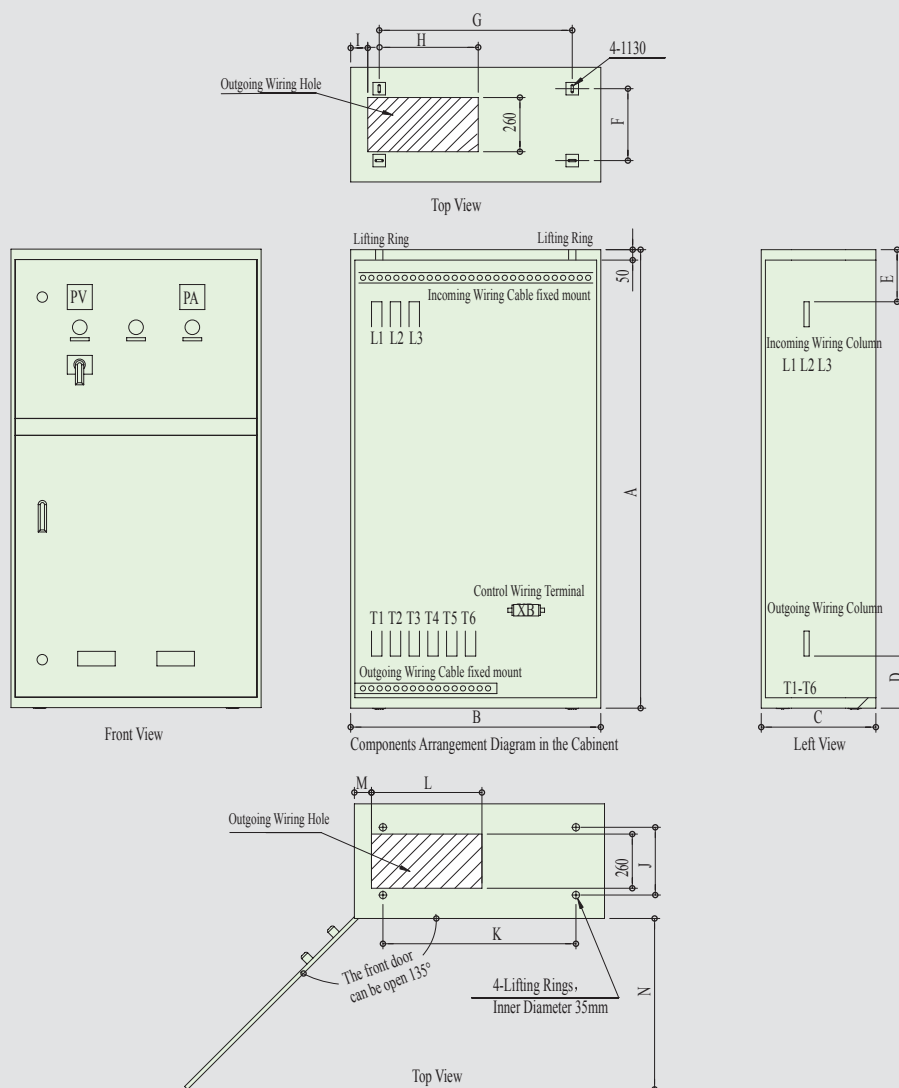 G
I H
4-1130
Outgoing Wiring Hole
260
F
Top View
Lifting Ring Lifting Ring
50
E
PV PA
Incoming Wiring Cable fixed mount
L1 L2 L3
Incoming Wiring Column
L1 L2 L3
A
Control Wiring Terminal
XB
T1 T2 T3 T4 T5 T6
Outgoing Wiring Column
Outgoing Wiring Cable fixed mount
D
T1-T6
B
C
Front View
Components Arrangement Diagram in the Cabinent
Left View
M L
Outgoing Wiring Hole
260
J
K
The front door
can be open 135°
4-Lifting Rings,
Inner Diameter 35mm
N
Top View